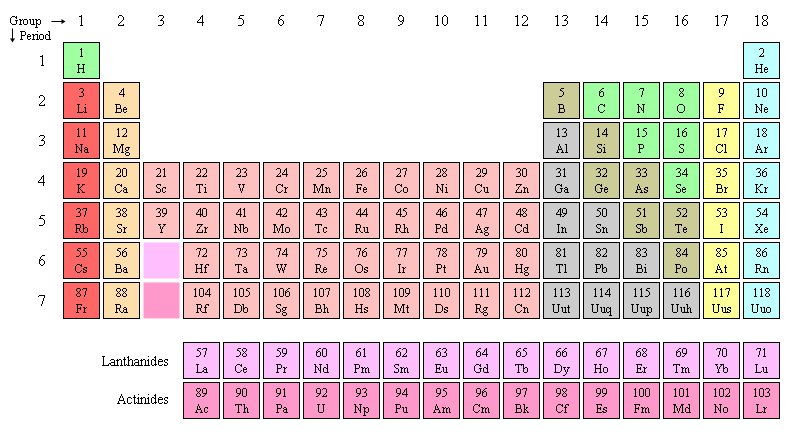 Group → 1 2 3 4 5 6 7 8 9 10 11 12 13 14 15 16 17 18
↓ Period
1 1 2
H He
2 3 4 5 6 7 8 9 10
Li Be B C N O F Ne
3 11 12 13 14 15 16 17 18
Na Mg Al Si P S Cl Ar
4 19 20 21 22 23 24 25 26 27 28 29 30 31 32 33 34 35 36
K Ca Sc Ti V Cr Mn Fe Co Ni Cu Zn Ga Ge As Se Br Kr
5 37 38 39 40 41 42 43 44 45 46 47 48 49 50 51 52 53 54
Rb Sr Y Zr Nb Mo Tc Ru Rh Pd Ag Cd In Sn Sb Te I Xe
6 55 56 72 73 74 75 76 77 78 79 80 81 82 83 84 85 86
Cs Ba Hf Ta W Re Os Ir Pt Au Hg Tl Pb Bi Po At Rn
7 87 88 104 105 106 107 108 109 110 111 112 113 114 115 116 117 118
Fr Ra Rf Db Sg Bh Hs Mt Ds Rg Cn Uut Uuq Uup Uuh Uus Uuo
Lanthanides 57 58 59 60 61 62 63 64 65 66 67 68 69 70 71
La Ce Pr Nd Pm Sm Eu Gd Tb Dy Ho Er Tm Yb Lu
Actinides 89 90 91 92 93 94 95 96 97 98 99 100 101 102 103
Ac Th Pa U Np Pu Am Cm Bk Cf Es Fm Md No Lr